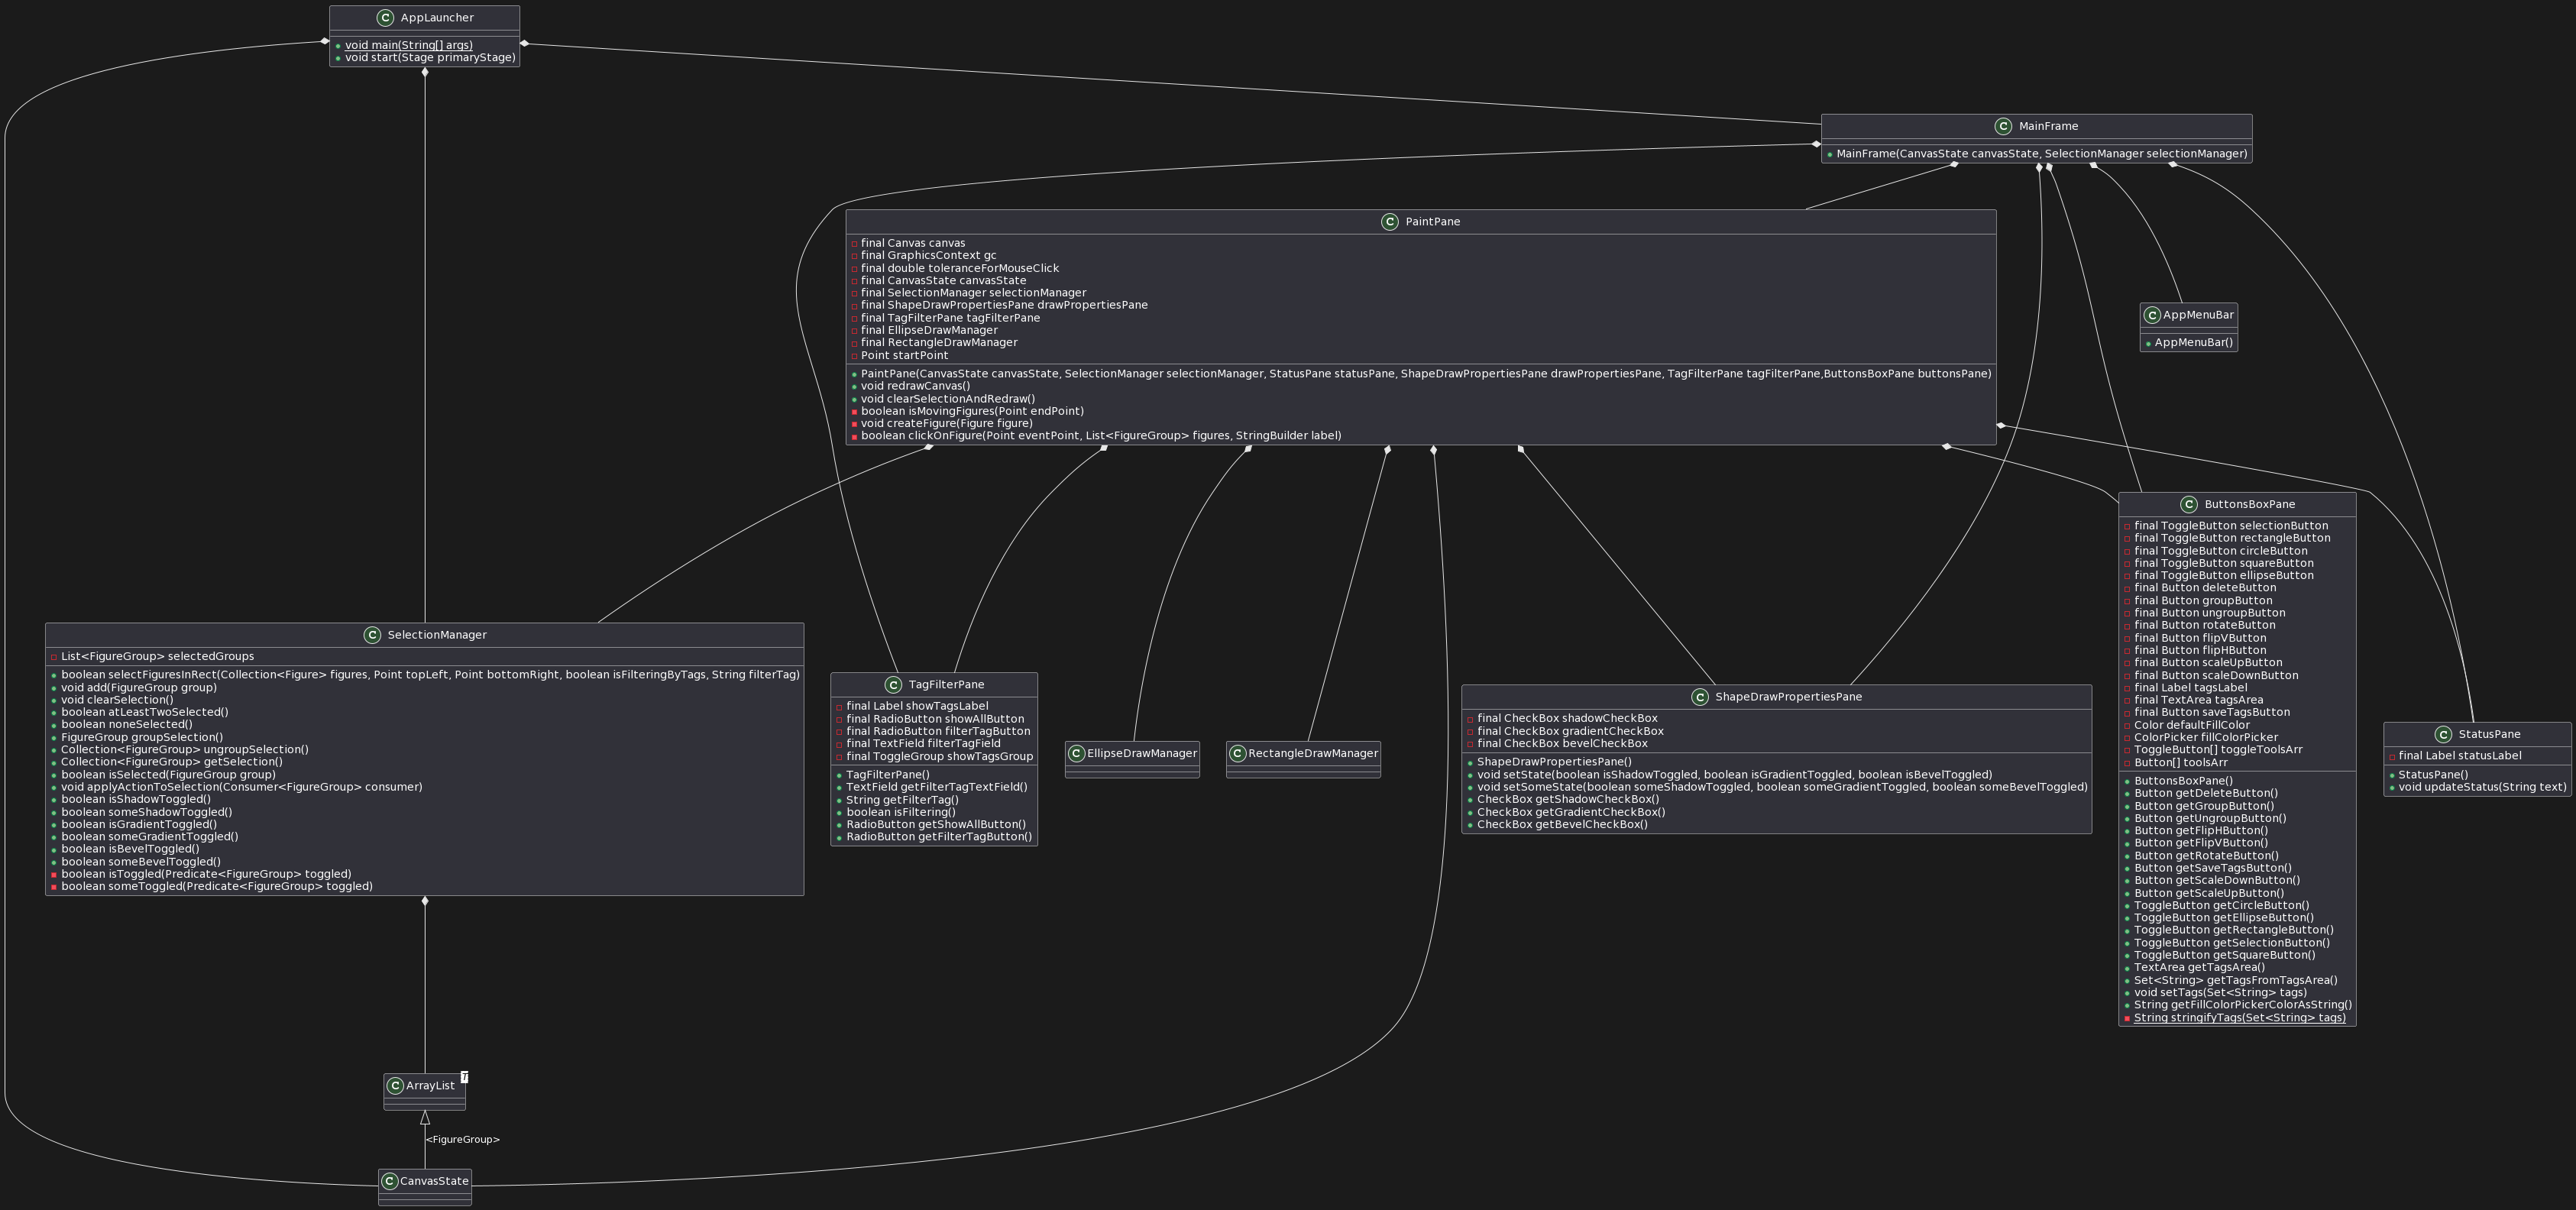 AppLauncher
void main(String[] args)
void start(Stage primaryStage)
MainFrame
MainFrame(CanvasState canvasState, SelectionManager selectionManager)
PaintPane
final Canvas canvas
final GraphicsContext gc
final double toleranceForMouseClick
final CanvasState canvasState
final SelectionManager selectionManager
final ShapeDrawPropertiesPane drawPropertiesPane
final TagFilterPane tagFilterPane
final EllipseDrawManager
final RectangleDrawManager
Point startPoint
PaintPane(CanvasState canvasState, SelectionManager selectionManager, StatusPane statusPane, ShapeDrawPropertiesPane drawPropertiesPane, TagFilterPane tagFilterPane,ButtonsBoxPane buttonsPane)
void redrawCanvas()
void clearSelectionAndRedraw()
boolean isMovingFigures(Point endPoint)
void createFigure(Figure figure)
boolean clickOnFigure(Point eventPoint, List<FigureGroup> figures, StringBuilder label)
AppMenuBar
AppMenuBar()
ButtonsBoxPane
final ToggleButton selectionButton
final ToggleButton rectangleButton
final ToggleButton circleButton
final ToggleButton squareButton
final ToggleButton ellipseButton
final Button deleteButton
final Button groupButton
final Button ungroupButton
final Button rotateButton
final Button flipVButton
final Button flipHButton
final Button scaleUpButton
final Button scaleDownButton
final Label tagsLabel
final TextArea tagsArea
final Button saveTagsButton
Color defaultFillColor
ColorPicker fillColorPicker
ToggleButton[] toggleToolsArr
Button[] toolsArr
ButtonsBoxPane()
Button getDeleteButton()
Button getGroupButton()
Button getUngroupButton()
Button getFlipHButton()
Button getFlipVButton()
Button getRotateButton()
Button getSaveTagsButton()
Button getScaleDownButton()
Button getScaleUpButton()
ToggleButton getCircleButton()
ToggleButton getEllipseButton()
ToggleButton getRectangleButton()
ToggleButton getSelectionButton()
ToggleButton getSquareButton()
TextArea getTagsArea()
Set<String> getTagsFromTagsArea()
void setTags(Set<String> tags)
String getFillColorPickerColorAsString()
String stringifyTags(Set<String> tags)
SelectionManager
List<FigureGroup> selectedGroups
boolean selectFiguresInRect(Collection<Figure> figures, Point topLeft, Point bottomRight, boolean isFilteringByTags, String filterTag)
void add(FigureGroup group)
void clearSelection()
boolean atLeastTwoSelected()
boolean noneSelected()
FigureGroup groupSelection()
Collection<FigureGroup> ungroupSelection()
Collection<FigureGroup> getSelection()
boolean isSelected(FigureGroup group)
void applyActionToSelection(Consumer<FigureGroup> consumer)
boolean isShadowToggled()
boolean someShadowToggled()
boolean isGradientToggled()
boolean someGradientToggled()
boolean isBevelToggled()
boolean someBevelToggled()
boolean isToggled(Predicate<FigureGroup> toggled)
boolean someToggled(Predicate<FigureGroup> toggled)
TagFilterPane
final Label showTagsLabel
final RadioButton showAllButton
final RadioButton filterTagButton
final TextField filterTagField
final ToggleGroup showTagsGroup
TagFilterPane()
TextField getFilterTagTextField()
String getFilterTag()
boolean isFiltering()
RadioButton getShowAllButton()
RadioButton getFilterTagButton()
EllipseDrawManager
RectangleDrawManager
ShapeDrawPropertiesPane
final CheckBox shadowCheckBox
final CheckBox gradientCheckBox
final CheckBox bevelCheckBox
ShapeDrawPropertiesPane()
void setState(boolean isShadowToggled, boolean isGradientToggled, boolean isBevelToggled)
void setSomeState(boolean someShadowToggled, boolean someGradientToggled, boolean someBevelToggled)
CheckBox getShadowCheckBox()
CheckBox getGradientCheckBox()
CheckBox getBevelCheckBox()
StatusPane
final Label statusLabel
StatusPane()
void updateStatus(String text)
ArrayList
T
<FigureGroup>
CanvasState